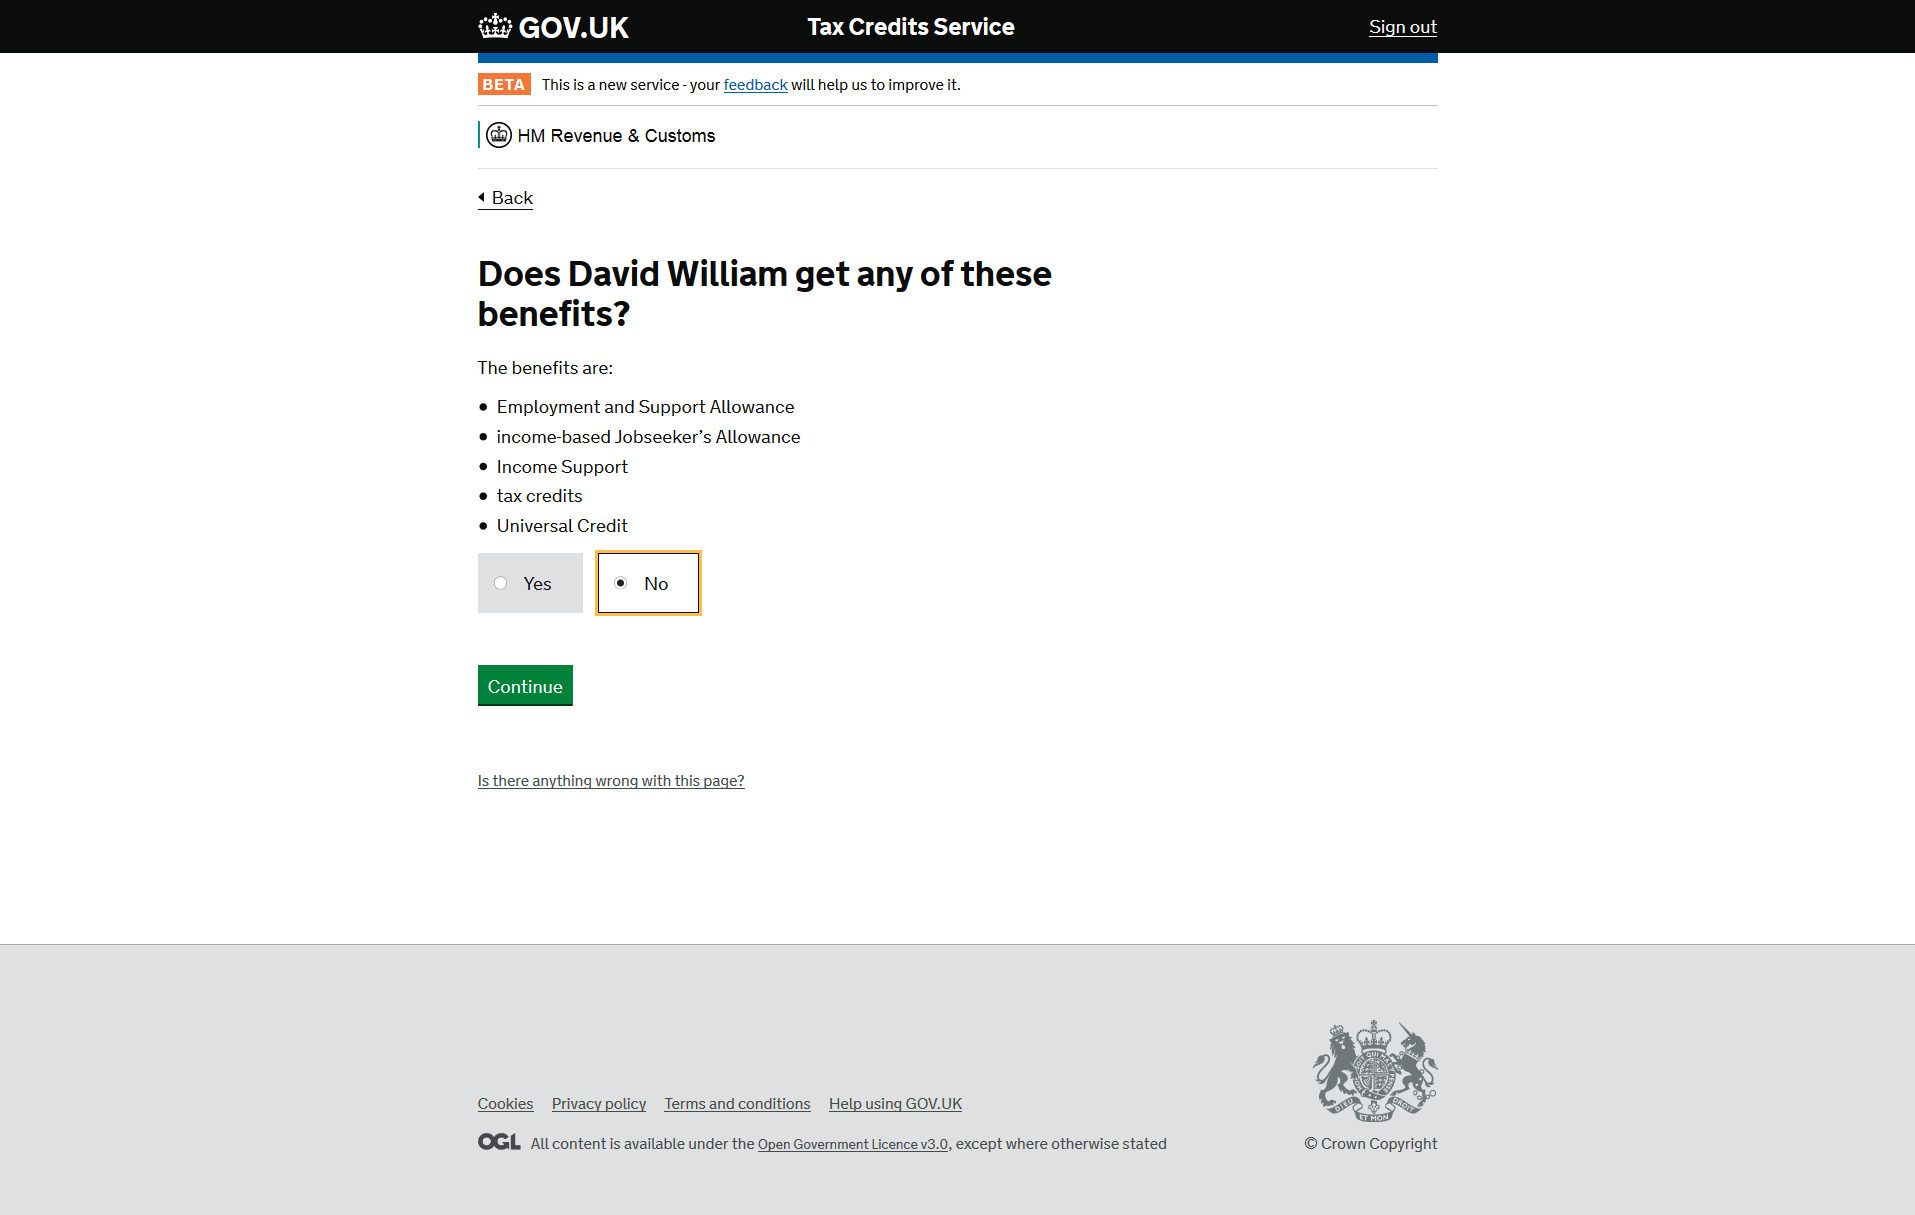 GOV.UK Tax Credits Service Sign out
BETA This is a new service - your feedback will help us to improve it.
HM Revenue & Customs
Back
Does David William get any of these
benefits?
The benefits are:
• Employment and Support Allowance
• income-based Jobseeker’s Allowance
• Income Support
• tax credits
• Universal Credit
Yes No
Continue
Is there anything wrong with this page?
Cookies Privacy policy Terms and conditions Help using GOV.UK
OGL All content is available under the Open Government Licence v3.0, except where otherwise stated
DIEU ET MON DROIT
© Crown Copyright